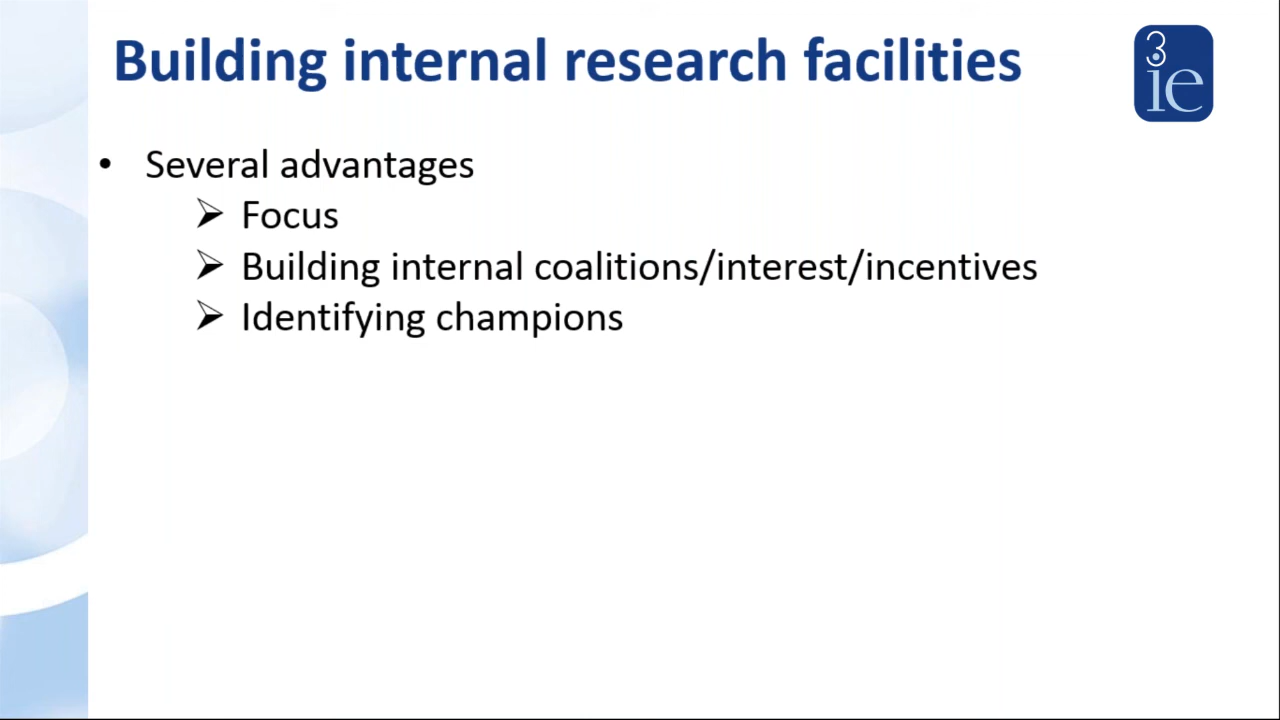 Building internal research facilities
3ie
• Several advantages
➢ Focus
➢ Building internal coalitions/interest/incentives
➢ Identifying champions